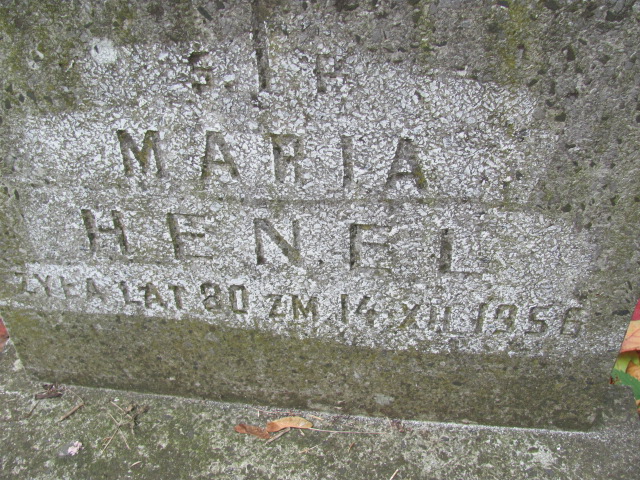 Ś. † P.
MARIA
HENEL
ŻYŁA LAT 80 ZM. 14.XII.1956